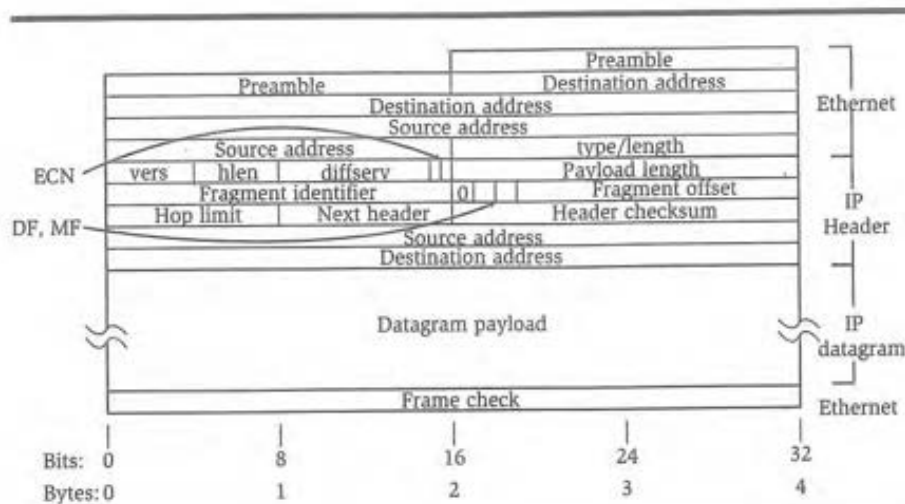 Preamble
Preamble Destination address
Destination address Ethernet
Source address
Source address type/length
ECN vers hlen diffserv Payload length
Fragment identifier 0 Fragment offset
DF, MF Hop limit Next header Header checksum IP
Header
Source address
Destination address
Datagram payload IP
datagram
Frame check Ethernet
Bits: 0 8 16 24 32
Bytes: 0 1 2 3 4